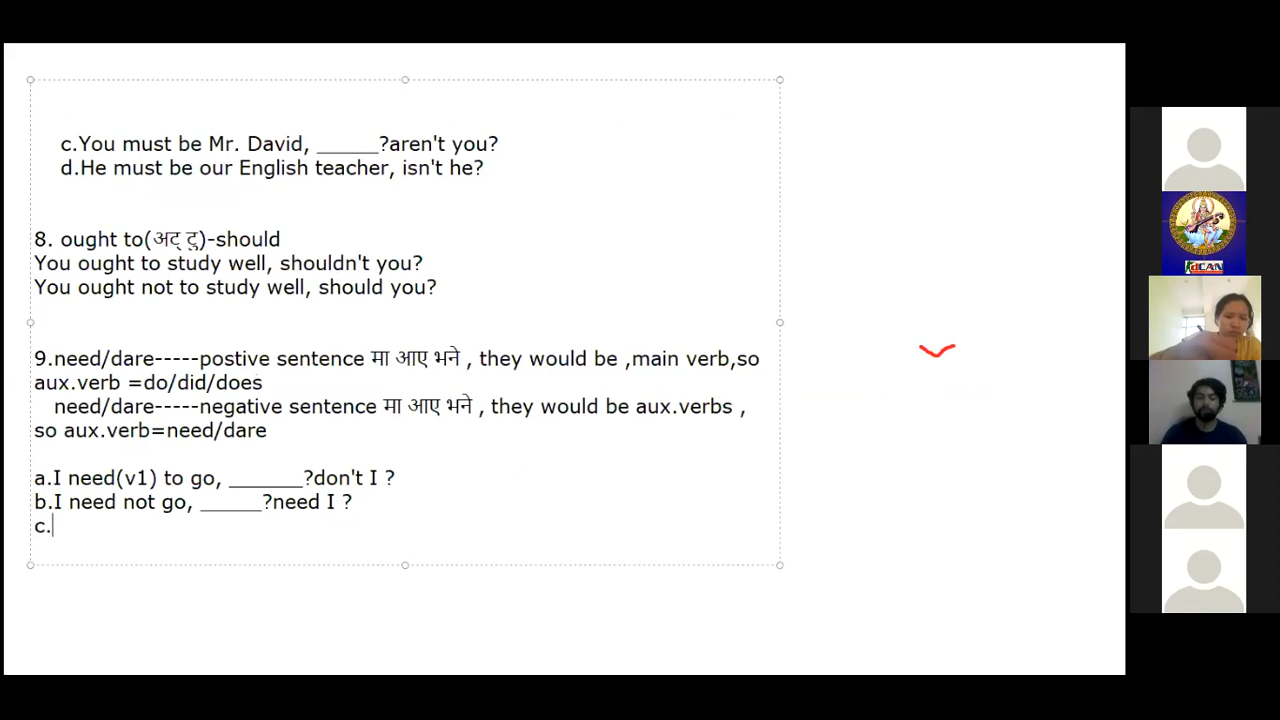 c.You must be Mr. David, ______?aren't you?
d.He must be our English teacher, isn't he?
8. ought to(अट् टु)-should
You ought to study well, shouldn't you?
You ought not to study well, should you?
9.need/dare-----postive sentence मा आए भने , they would be ,main verb,so
aux.verb =do/did/does
need/dare-----negative sentence मा आए भने , they would be aux.verbs ,
so aux.verb=need/dare
a.I need(v1) to go, _______?don't I ?
b.I need not go, ______?need I ?
c.